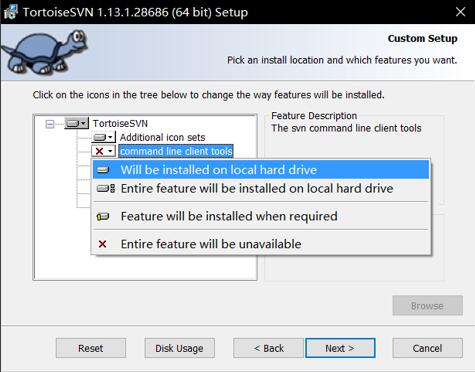 TortoiseSVN 1.13.1.28686 (64 bit) Setup
Custom Setup
Pick an install location and which features you want.
Click on the icons in the tree below to change the way features will be installed.
TortoiseSVN
Additional icon sets
command line client tools
Feature Description
The svn command line client tools
Will be installed on local hard drive
Entire feature will be installed on local hard drive
Feature will be installed when required
Entire feature will be unavailable
Browse
Reset
Disk Usage
< Back
Next >
Cancel